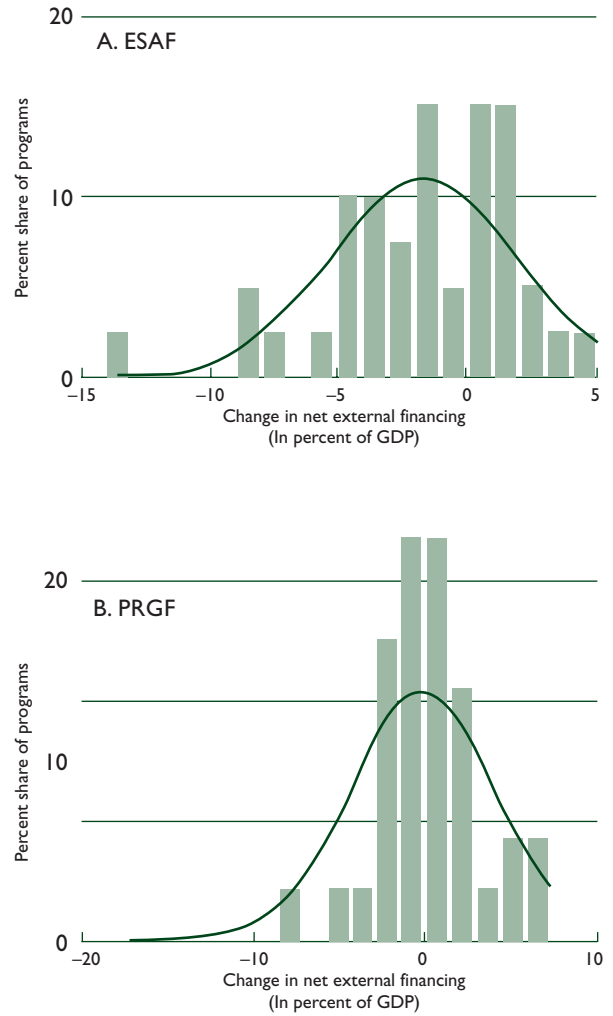 20
A. ESAF
Percent share of programs
10
0
–15
–10
–5
0
5
Change in net external financing
(In percent of GDP)
20
B. PRGF
Percent share of programs
10
0
–20
–10
0
10
Change in net external financing
(In percent of GDP)